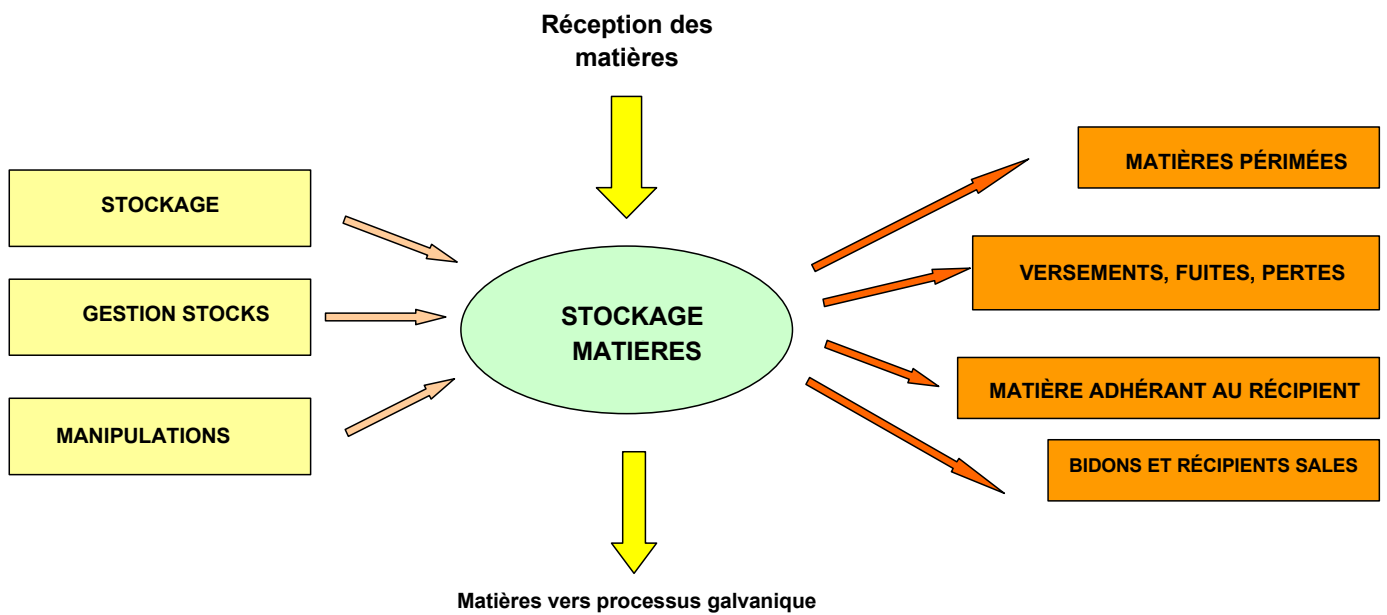 Réception des
matières
STOCKAGE
GESTION STOCKS
MANIPULATIONS
STOCKAGE
MATIERES
MATIÈRES PÉRIMÉES
VERSEMENTS, FUITES, PERTES
MATIÈRE ADHÉRANT AU RÉCIPIENT
BIDONS ET RÉCIPIENTS SALES
Matières vers processus galvanique